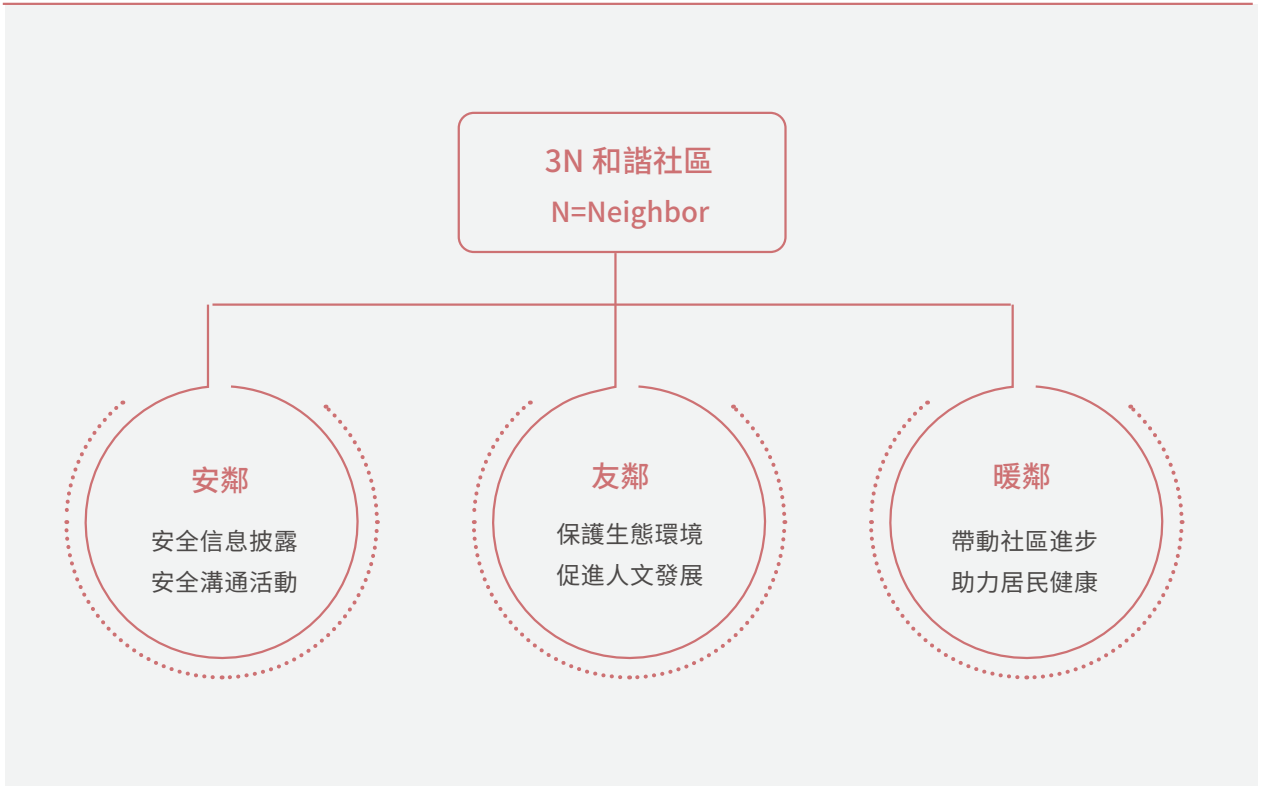 3N 和諧社區
N=Neighbor
安鄰
安全信息披露
安全溝通活動
友鄰
保護生態環境
促進人文發展
暖鄰
帶動社區進步
助力居民健康